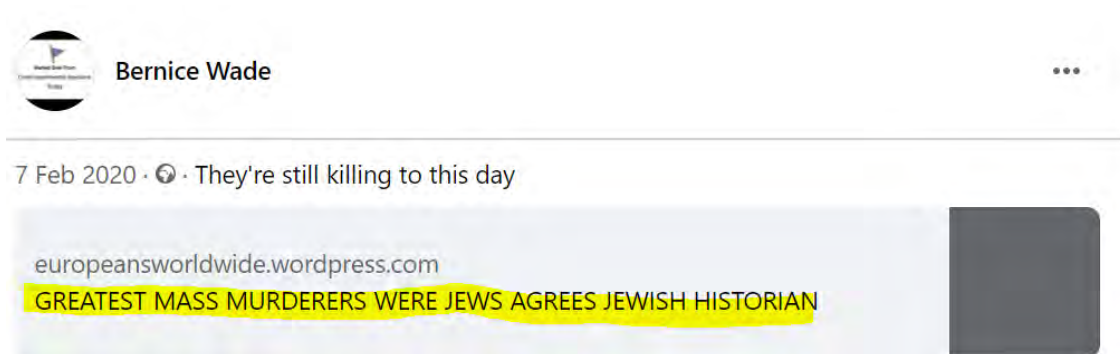 Bernice Wade
7 Feb 2020 · · They're still killing to this day
europeansworldwide.wordpress.com
GREATEST MASS MURDERERS WERE JEWS AGREES JEWISH HISTORIAN